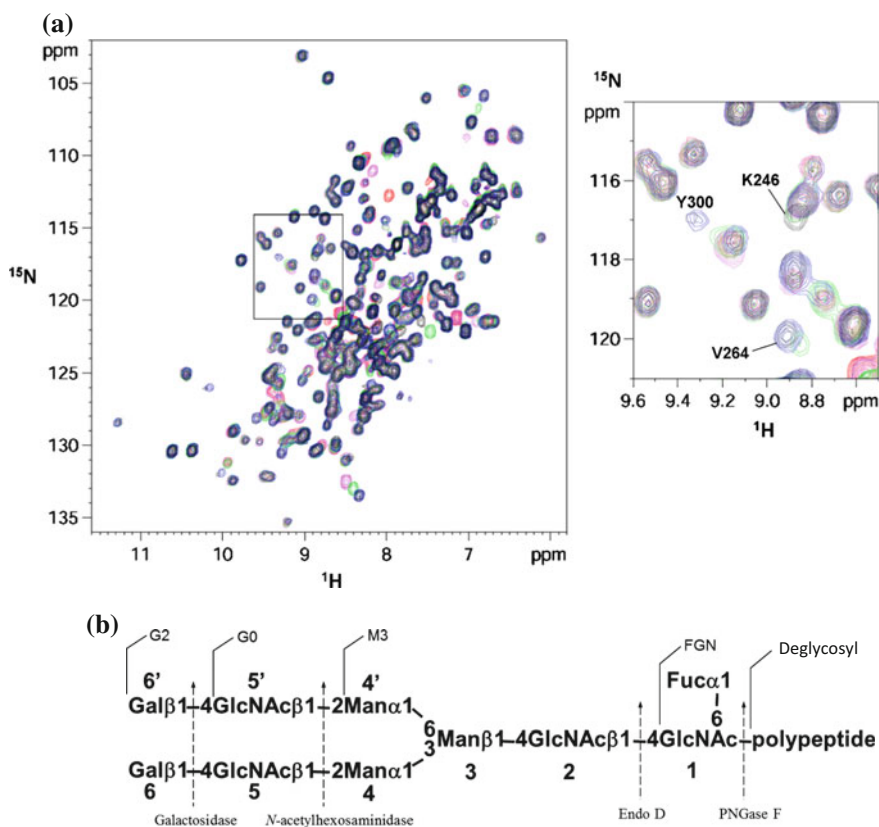 (a)
ppm
105
110
115
15N
120
125
130
135
11 10 9 8 7 ppm
1H
15N
ppm
116
118
120
Y300
K246
V264
9.6 9.4 9.2 9.0 8.8 ppm
1H
(b)
G2 G0 M3 FGN Deglycosyl
6' 5' 4' Fucα1
Galβ1–4GlcNAcβ1–2Manα1 6
6
3 Manβ1–4GlcNAcβ1–4GlcNAc–polypeptide
Galβ1–4GlcNAcβ1–2Manα1 3 2 1
6 5 4
Galactosidase N-acetylhexosaminidase Endo D PNGase F